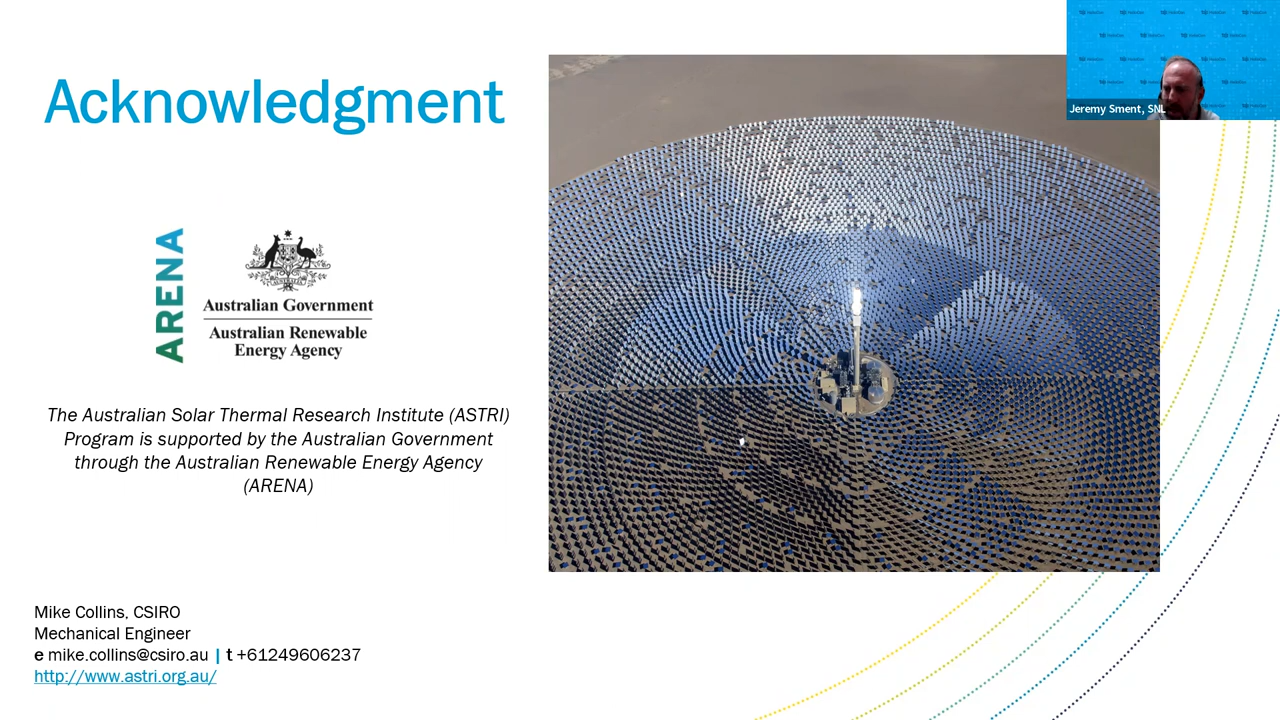 Acknowledgment
Jeremy Sment, SNL
ARENA
Australian Government
Australian Renewable
Energy Agency
The Australian Solar Thermal Research Institute (ASTRI)
Program is supported by the Australian Government
through the Australian Renewable Energy Agency
(ARENA)
Mike Collins, CSIRO
Mechanical Engineer
e mike.collins@csiro.au | t +61249606237
http://www.astri.org.au/